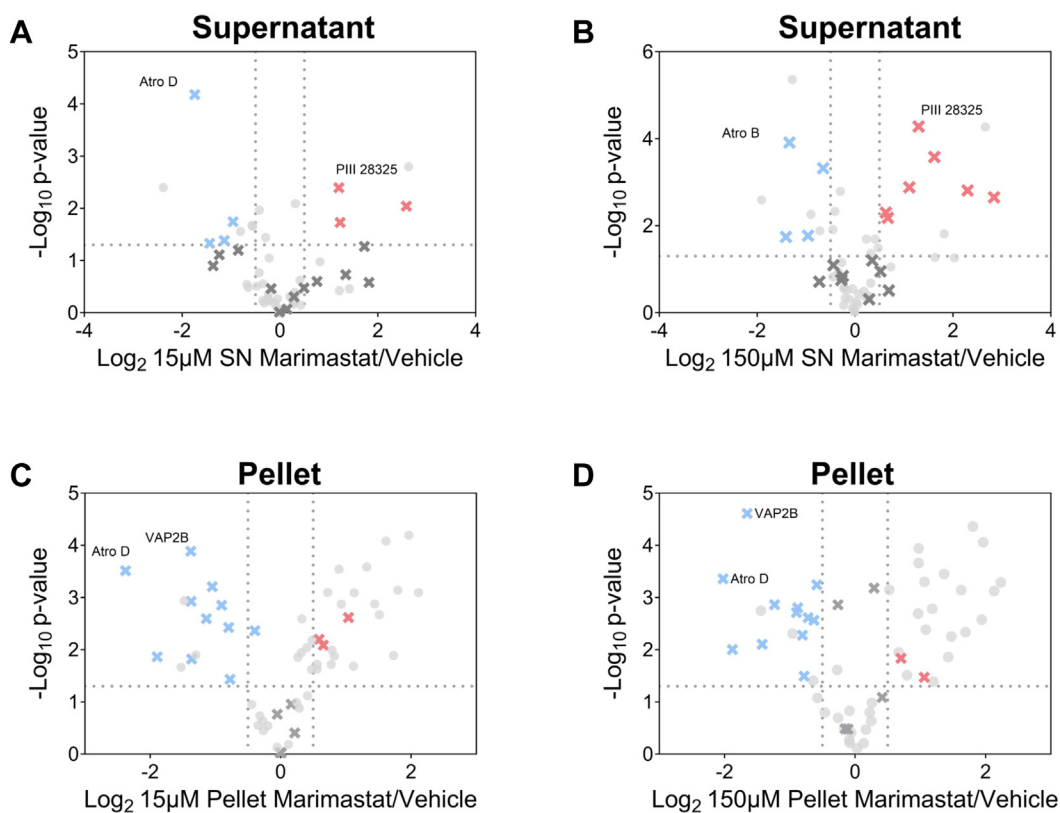 A
Supernatant
5
4
3
2
1
0
-4
-2
0
2
4
-Log10 p-value
Atro D
PIII 28325
Log2 15µM SN Marimastat/Vehicle
B
Supernatant
6
4
2
0
-4
-2
0
2
4
-Log10 p-value
Atro B
PIII 28325
Log2 150µM SN Marimastat/Vehicle
C
Pellet
5
4
3
2
1
0
-2
0
2
-Log10 p-value
Atro D
VAP2B
Log2 15µM Pellet Marimastat/Vehicle
D
Pellet
5
4
3
2
1
0
-2
0
2
-Log10 p-value
VAP2B
Atro D
Log2 150µM Pellet Marimastat/Vehicle